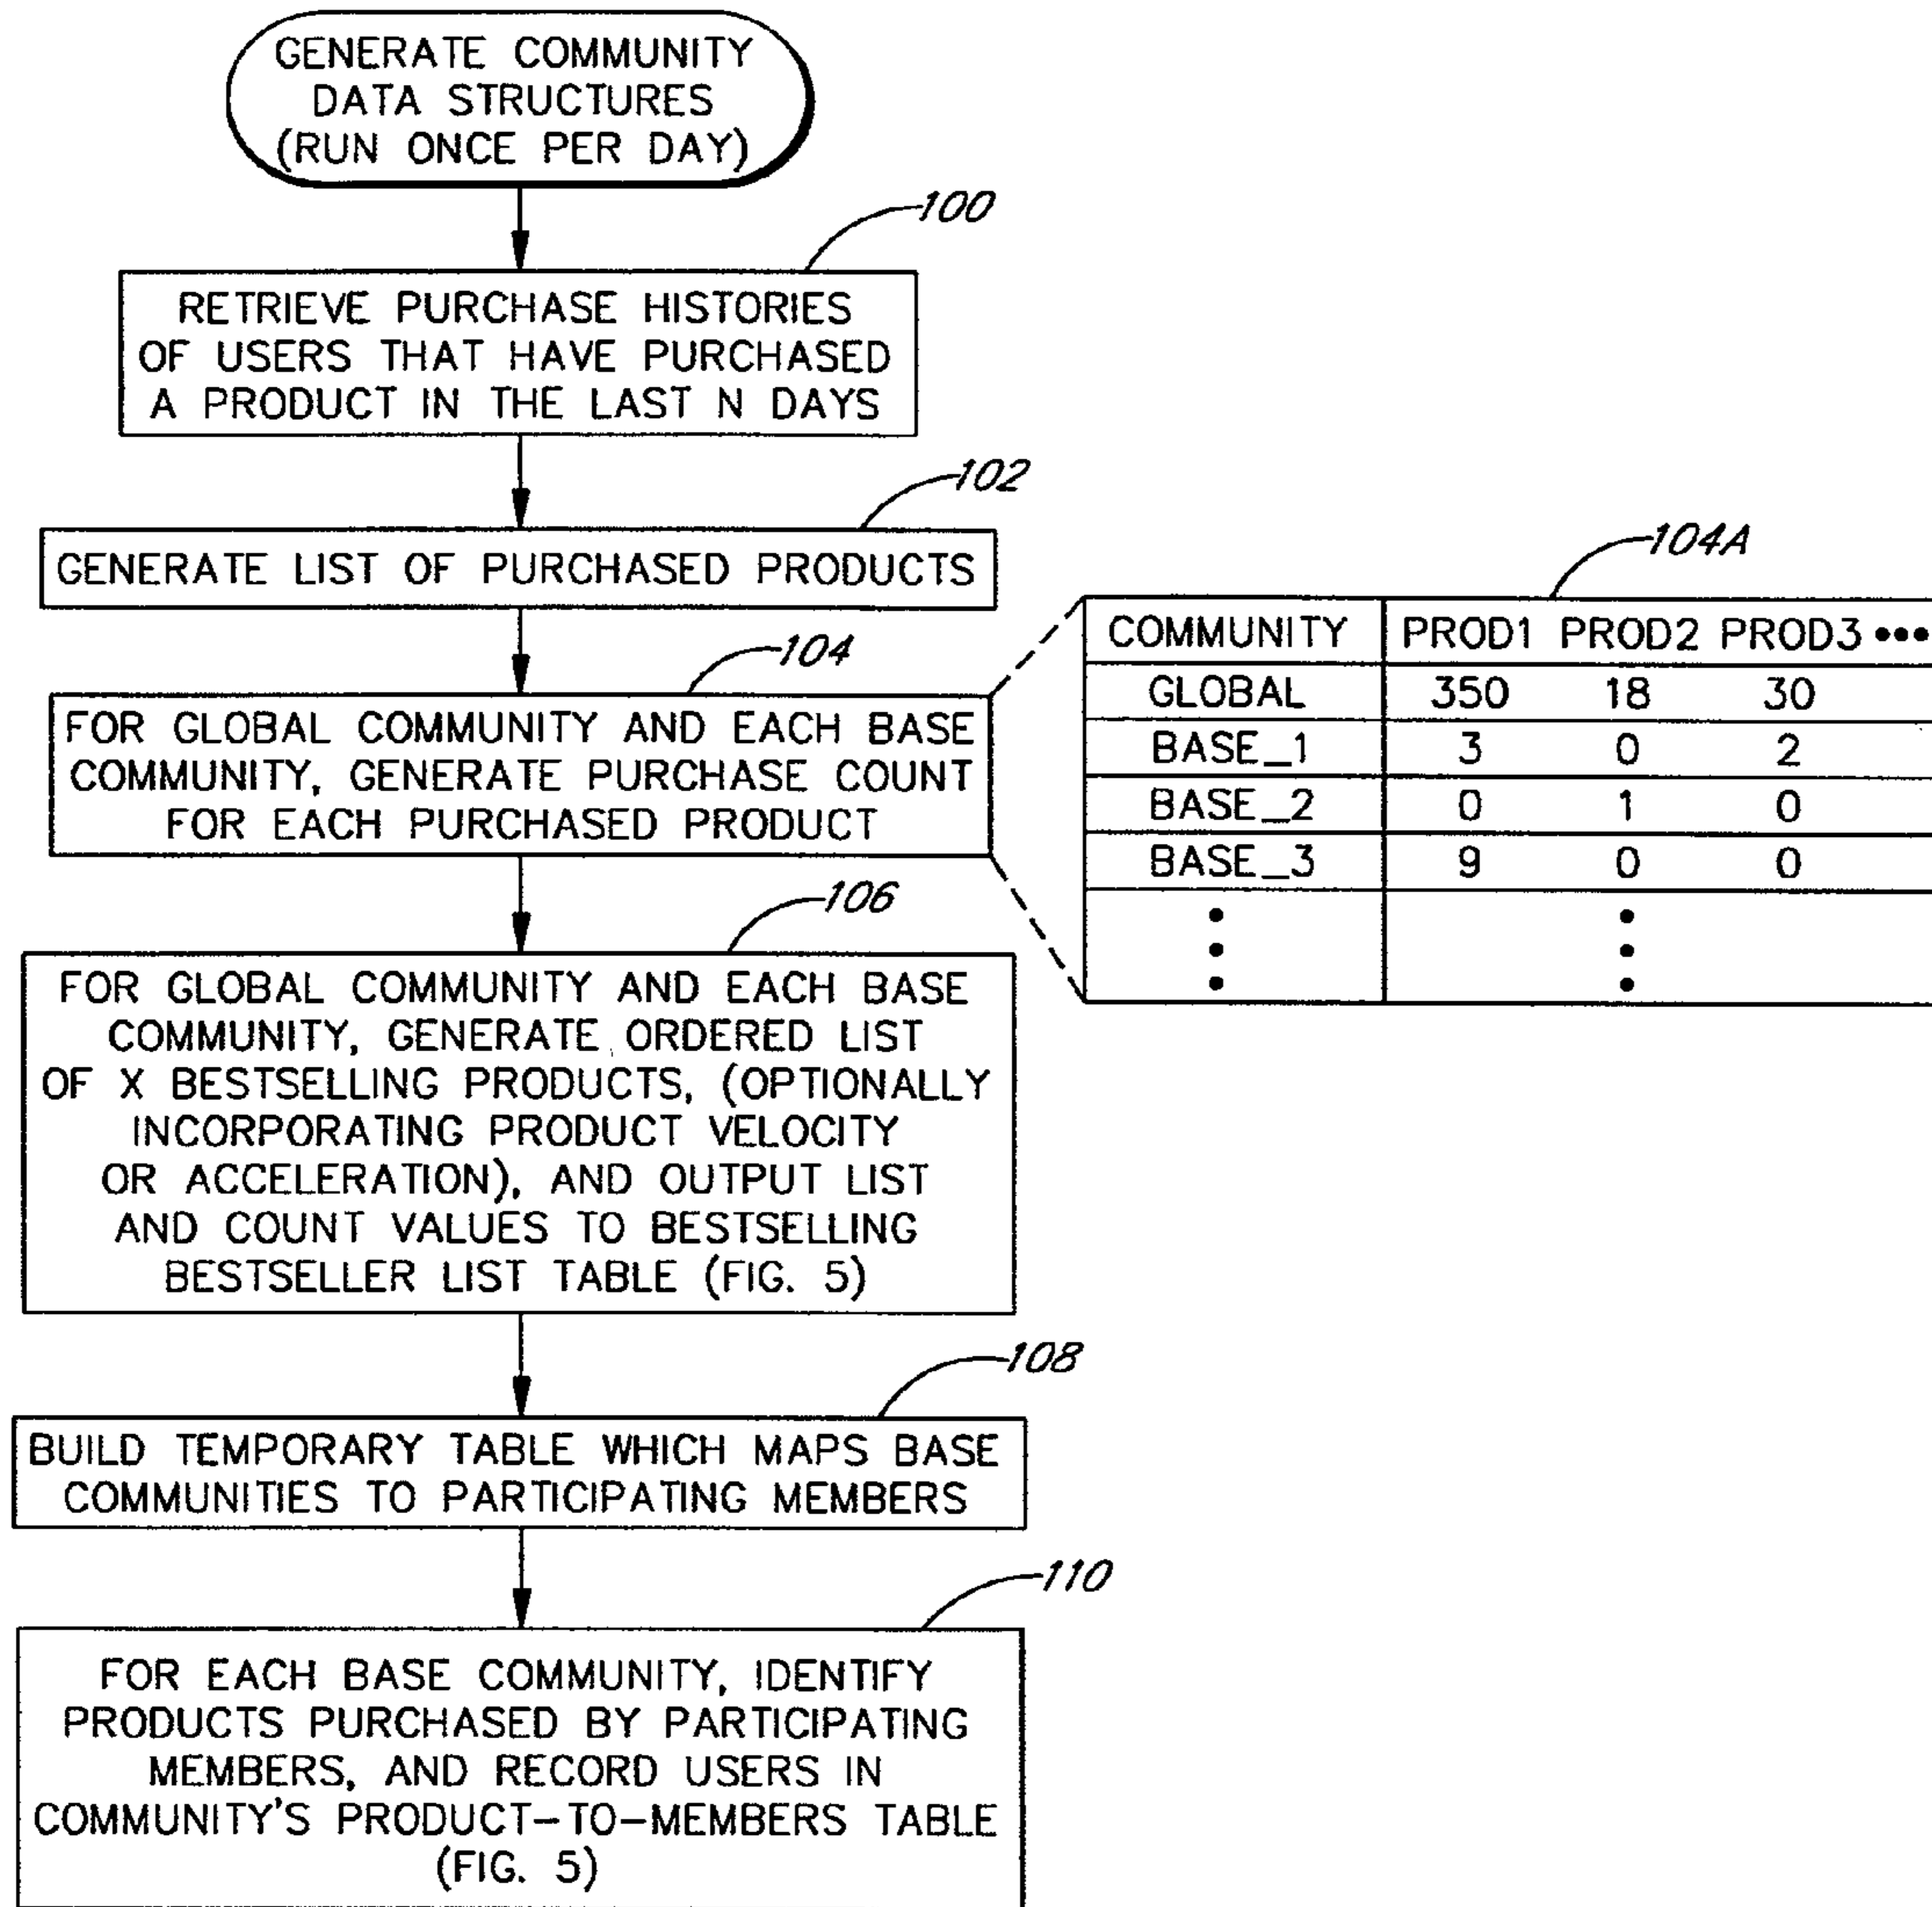 GENERATE COMMUNITY
DATA STRUCTURES
(RUN ONCE PER DAY)
100
RETRIEVE PURCHASE HISTORIES
OF USERS THAT HAVE PURCHASED
A PRODUCT IN THE LAST N DAYS
102
GENERATE LIST OF PURCHASED PRODUCTS
104
FOR GLOBAL COMMUNITY AND EACH BASE
COMMUNITY, GENERATE PURCHASE COUNT
FOR EACH PURCHASED PRODUCT
104A
COMMUNITY PROD1 PROD2 PROD3 •••
GLOBAL 350 18 30
BASE_1 3 0 2
BASE_2 0 1 0
BASE_3 9 0 0
106
FOR GLOBAL COMMUNITY AND EACH BASE
COMMUNITY, GENERATE ORDERED LIST
OF X BESTSELLING PRODUCTS, (OPTIONALLY
INCORPORATING PRODUCT VELOCITY
OR ACCELERATION), AND OUTPUT LIST
AND COUNT VALUES TO BESTSELLING
BESTSELLER LIST TABLE (FIG. 5)
108
BUILD TEMPORARY TABLE WHICH MAPS BASE
COMMUNITIES TO PARTICIPATING MEMBERS
110
FOR EACH BASE COMMUNITY, IDENTIFY
PRODUCTS PURCHASED BY PARTICIPATING
MEMBERS, AND RECORD USERS IN
COMMUNITY'S PRODUCT-TO-MEMBERS TABLE
(FIG. 5)